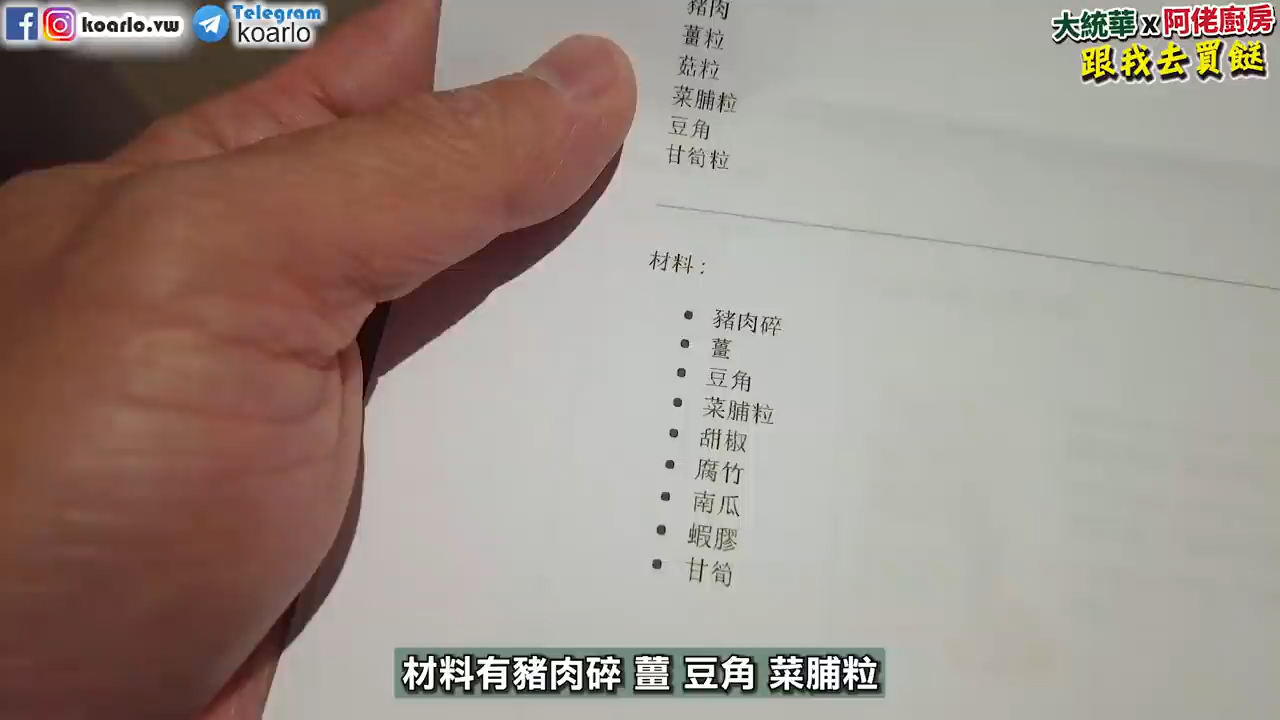 koarlo.vw
Telegram
koarlo
大統華 x 阿佬廚房
跟我去買餸
豬肉
薑粒
菇粒
菜脯粒
豆角
甘筍粒
材料：
• 豬肉碎
• 薑
• 豆角
• 菜脯粒
• 甜椒
• 腐竹
• 南瓜
• 蝦膠
• 甘筍
材料有豬肉碎 薑 豆角 菜脯粒